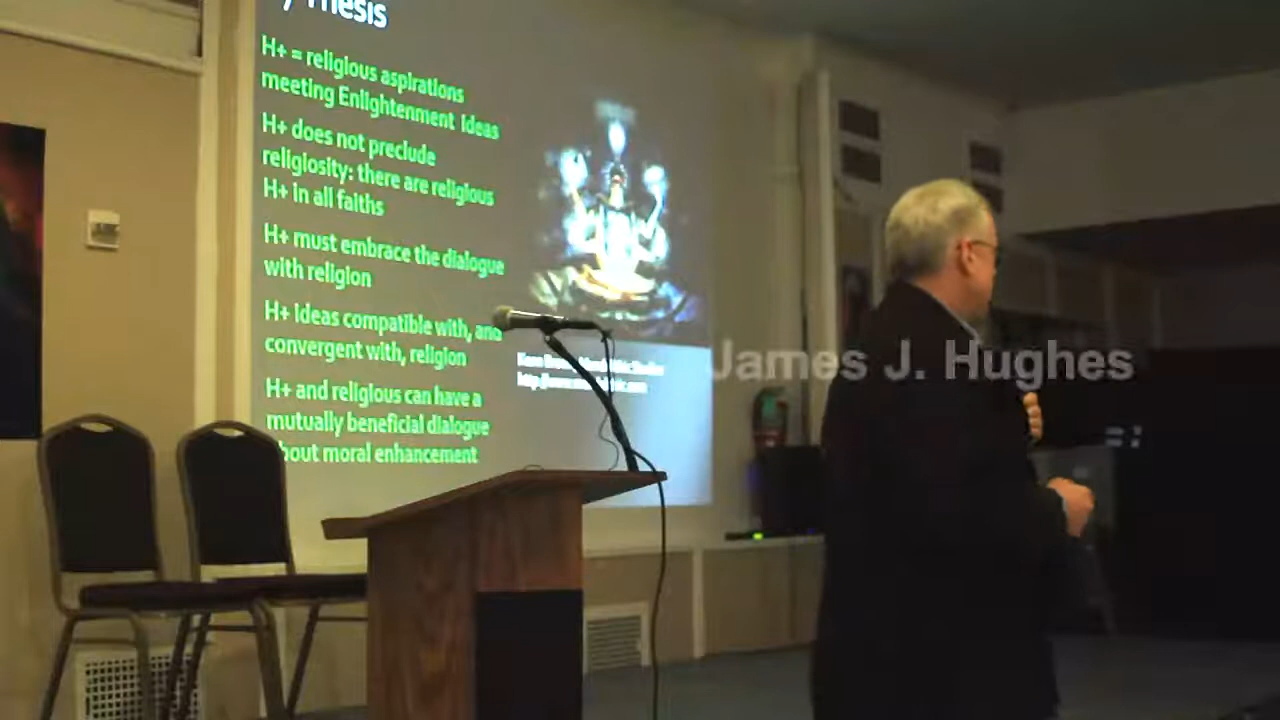 Thesis
H+ = religious aspirations
meeting Enlightenment Ideas
H+ does not preclude
religiosity: there are religious
H+ in all faiths
H+ must embrace the dialogue
with religion
H+ ideas compatible with, and
convergent with, religion
H+ and religious can have a
mutually beneficial dialogue
about moral enhancement
James J. Hughes